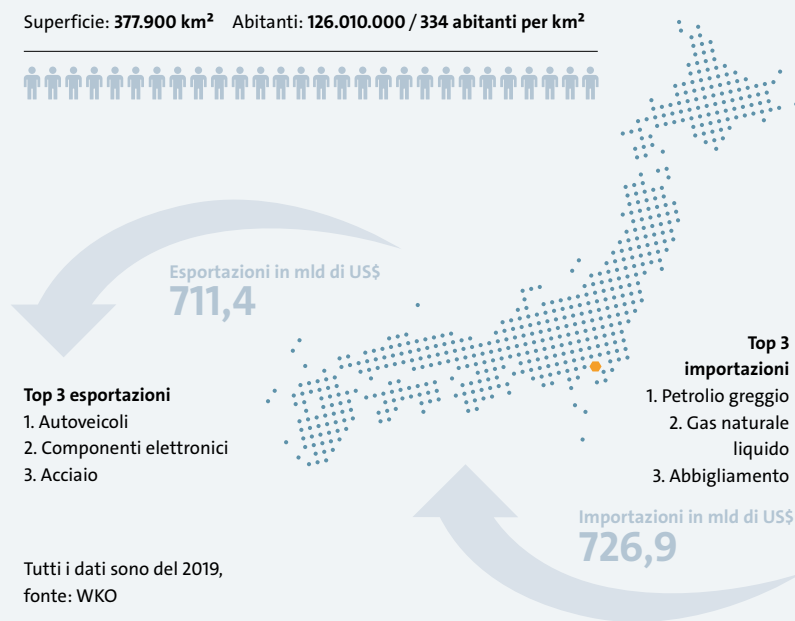 Superficie: 377.900 km² Abitanti: 126.010.000 / 334 abitanti per km²
Esportazioni in mld di US$
711,4
Top 3 esportazioni
1. Autoveicoli
2. Componenti elettronici
3. Acciaio
Top 3
importazioni
1. Petrolio greggio
2. Gas naturale
liquido
3. Abbigliamento
Importazioni in mld di US$
726,9
Tutti i dati sono del 2019,
fonte: WKO